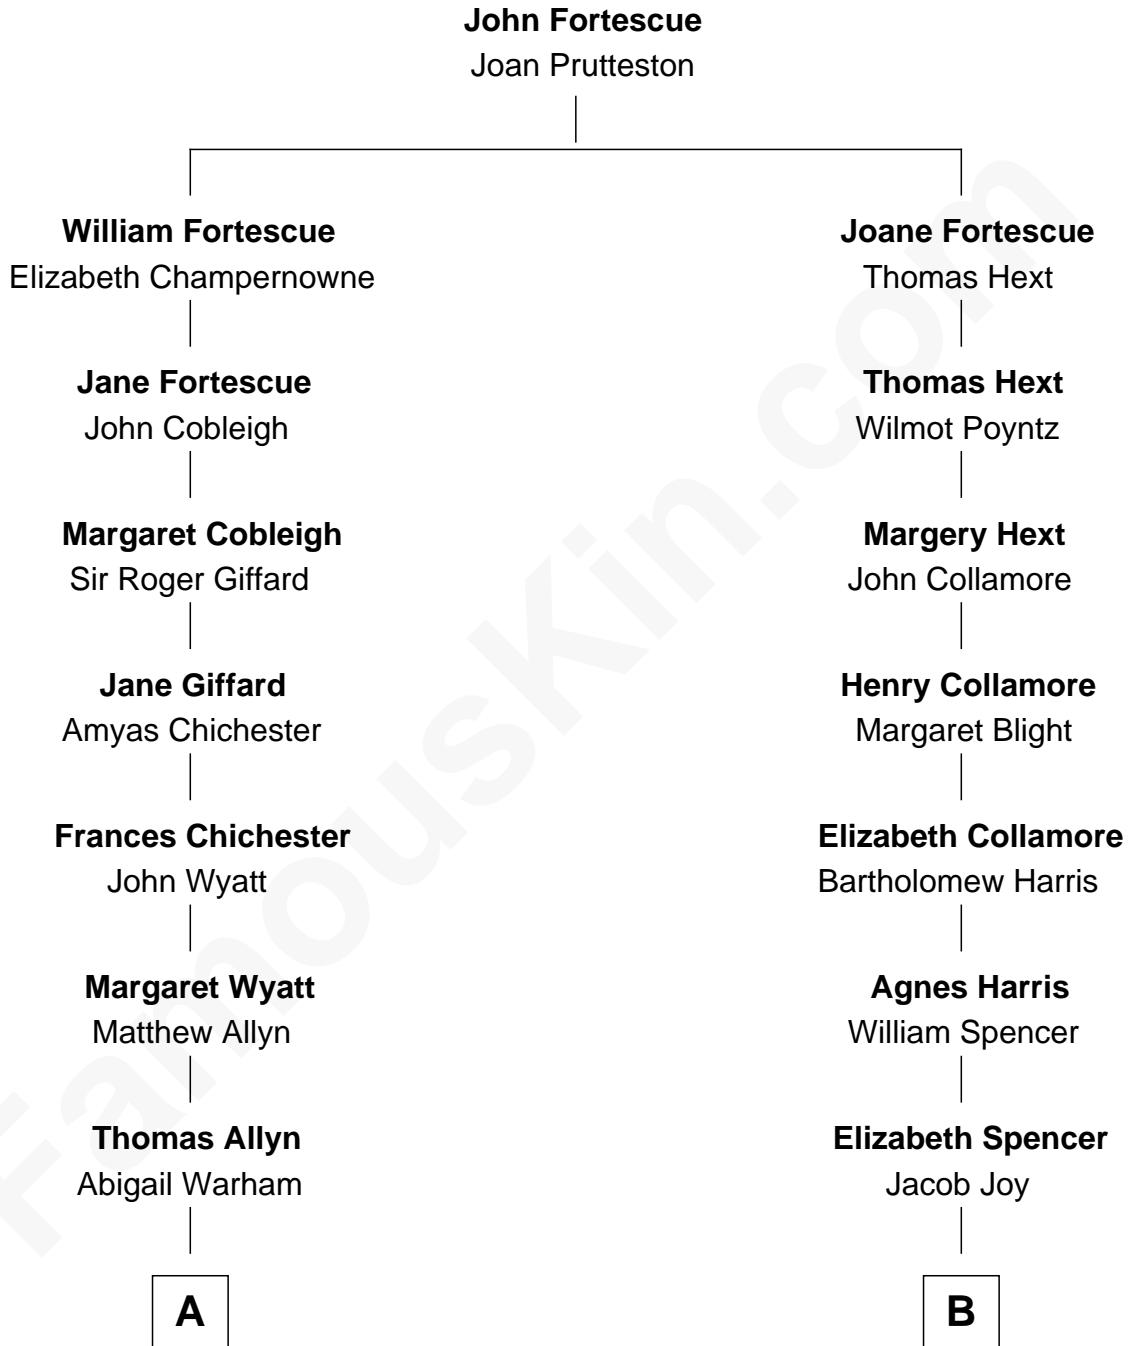 John Fortescue
Joan Prutteston
William Fortescue
Elizabeth Champernowne
Jane Fortescue
John Cobleigh
Margaret Cobleigh
Sir Roger Giffard
Jane Giffard
Amyas Chichester
Frances Chichester
John Wyatt
Margaret Wyatt
Matthew Allyn
Thomas Allyn
Abigail Warham
A
Joane Fortescue
Thomas Hext
Thomas Hext
Wilmot Poyntz
Margery Hext
John Collamore
Henry Collamore
Margaret Blight
Elizabeth Collamore
Bartholomew Harris
Agnes Harris
William Spencer
Elizabeth Spencer
Jacob Joy
B
FamousKin.com